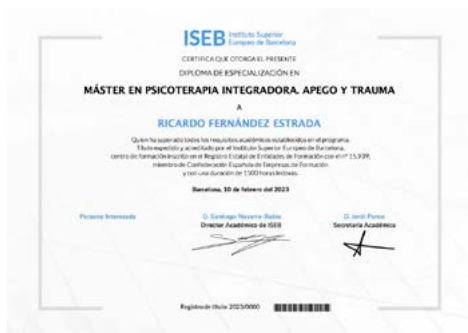 ISEB Instituto Superior
Europeo de Barcelona
CERTIFICA QUE OTORGA EL PRESENTE
DIPLOMA DE ESPECIALIZACIÓN EN
MÁSTER EN PSICOTERAPIA INTEGRADORA. APEGO Y TRAUMA
A
RICARDO FERNÁNDEZ ESTRADA
Quien ha superado todos los requisitos académicos establecidos en el programa.
Título expedido y acreditado por el Instituto Superior Europeo de Barcelona,
centro de formación inscrito en el Registro Estatal de Entidades de Formación con el nº 15.939,
miembro de Confederación Española de Empresas de Formación
y con una duración de 1500 horas lectivas.
Barcelona, 10 de febrero del 2023
Persona Interesada
D. Santiago Navarro
Director Académico de ISEB
D. Jordi Ponce
Secretaría Académica
Registro de título 2023/0000